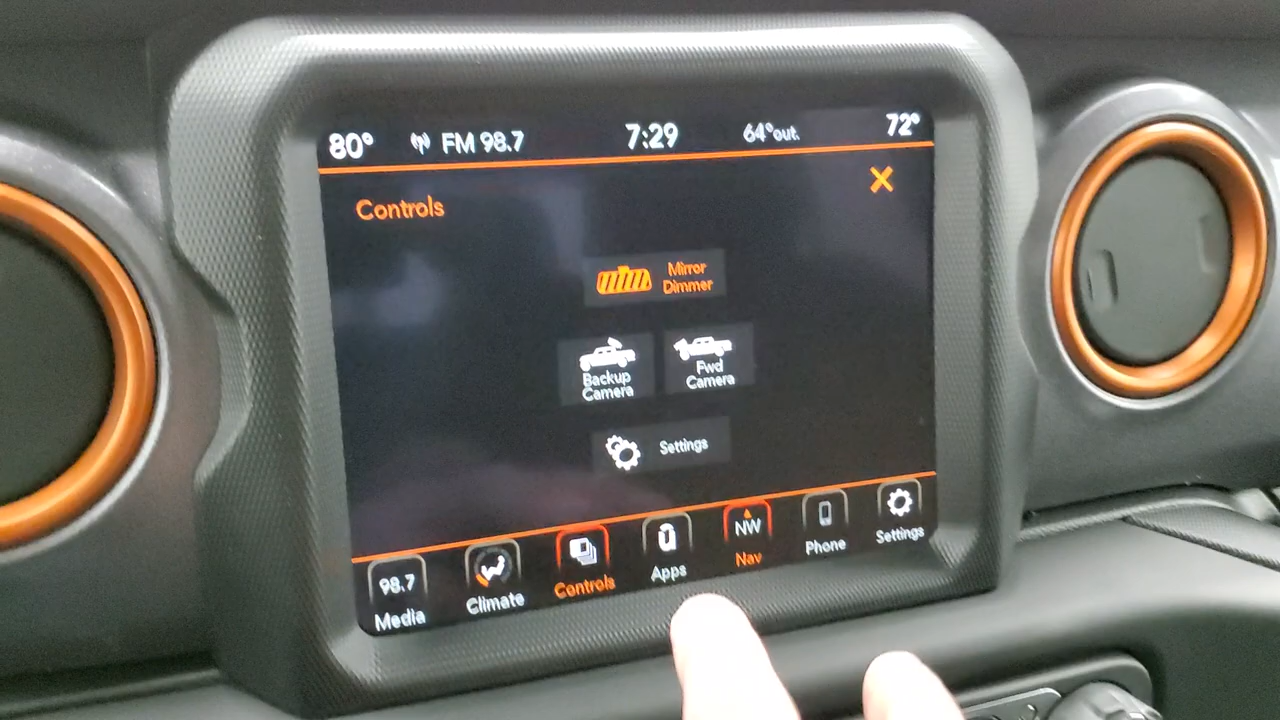 80° FM 98.7 7:29 64°out. 72°
X
Controls
Mirror
Dimmer
Backup
Camera
Fwd
Camera
Settings
98.7
Media
Climate
Controls
Apps
NW
Nav
Phone
Settings